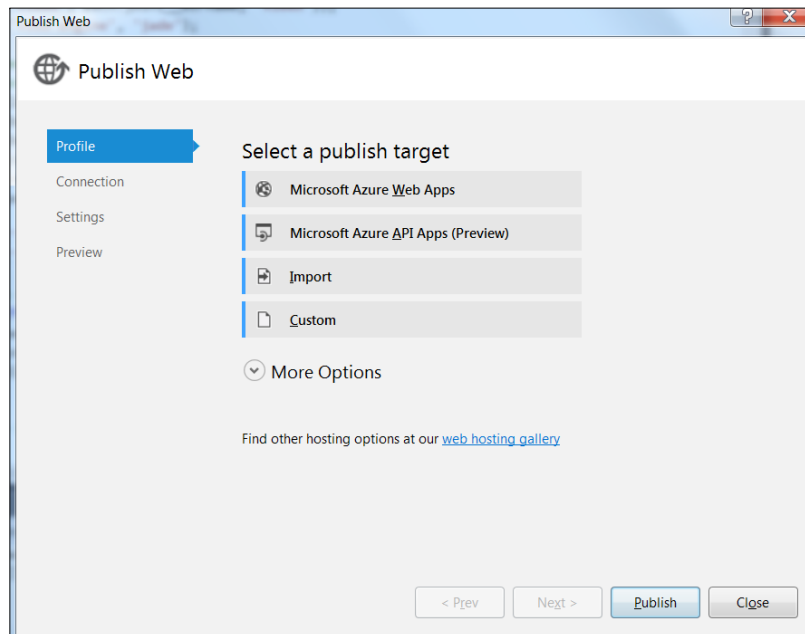 Publish Web
Publish Web
Profile
Connection
Settings
Preview
Select a publish target
Microsoft Azure Web Apps
Microsoft Azure API Apps (Preview)
Import
Custom
More Options
Find other hosting options at our web hosting gallery
< Prev
Next >
Publish
Close